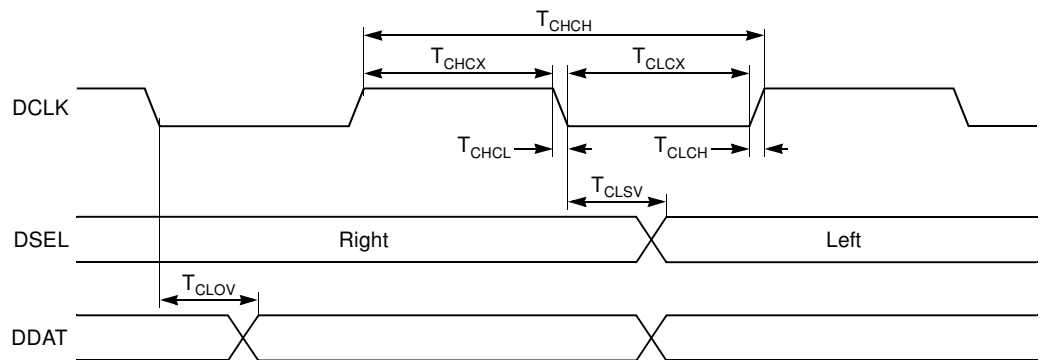 T_CHCH
T_CHCX T_CLCX
DCLK
T_CHCL T_CLCH
T_CLSV
DSEL Right Left
T_CLOV
DDAT